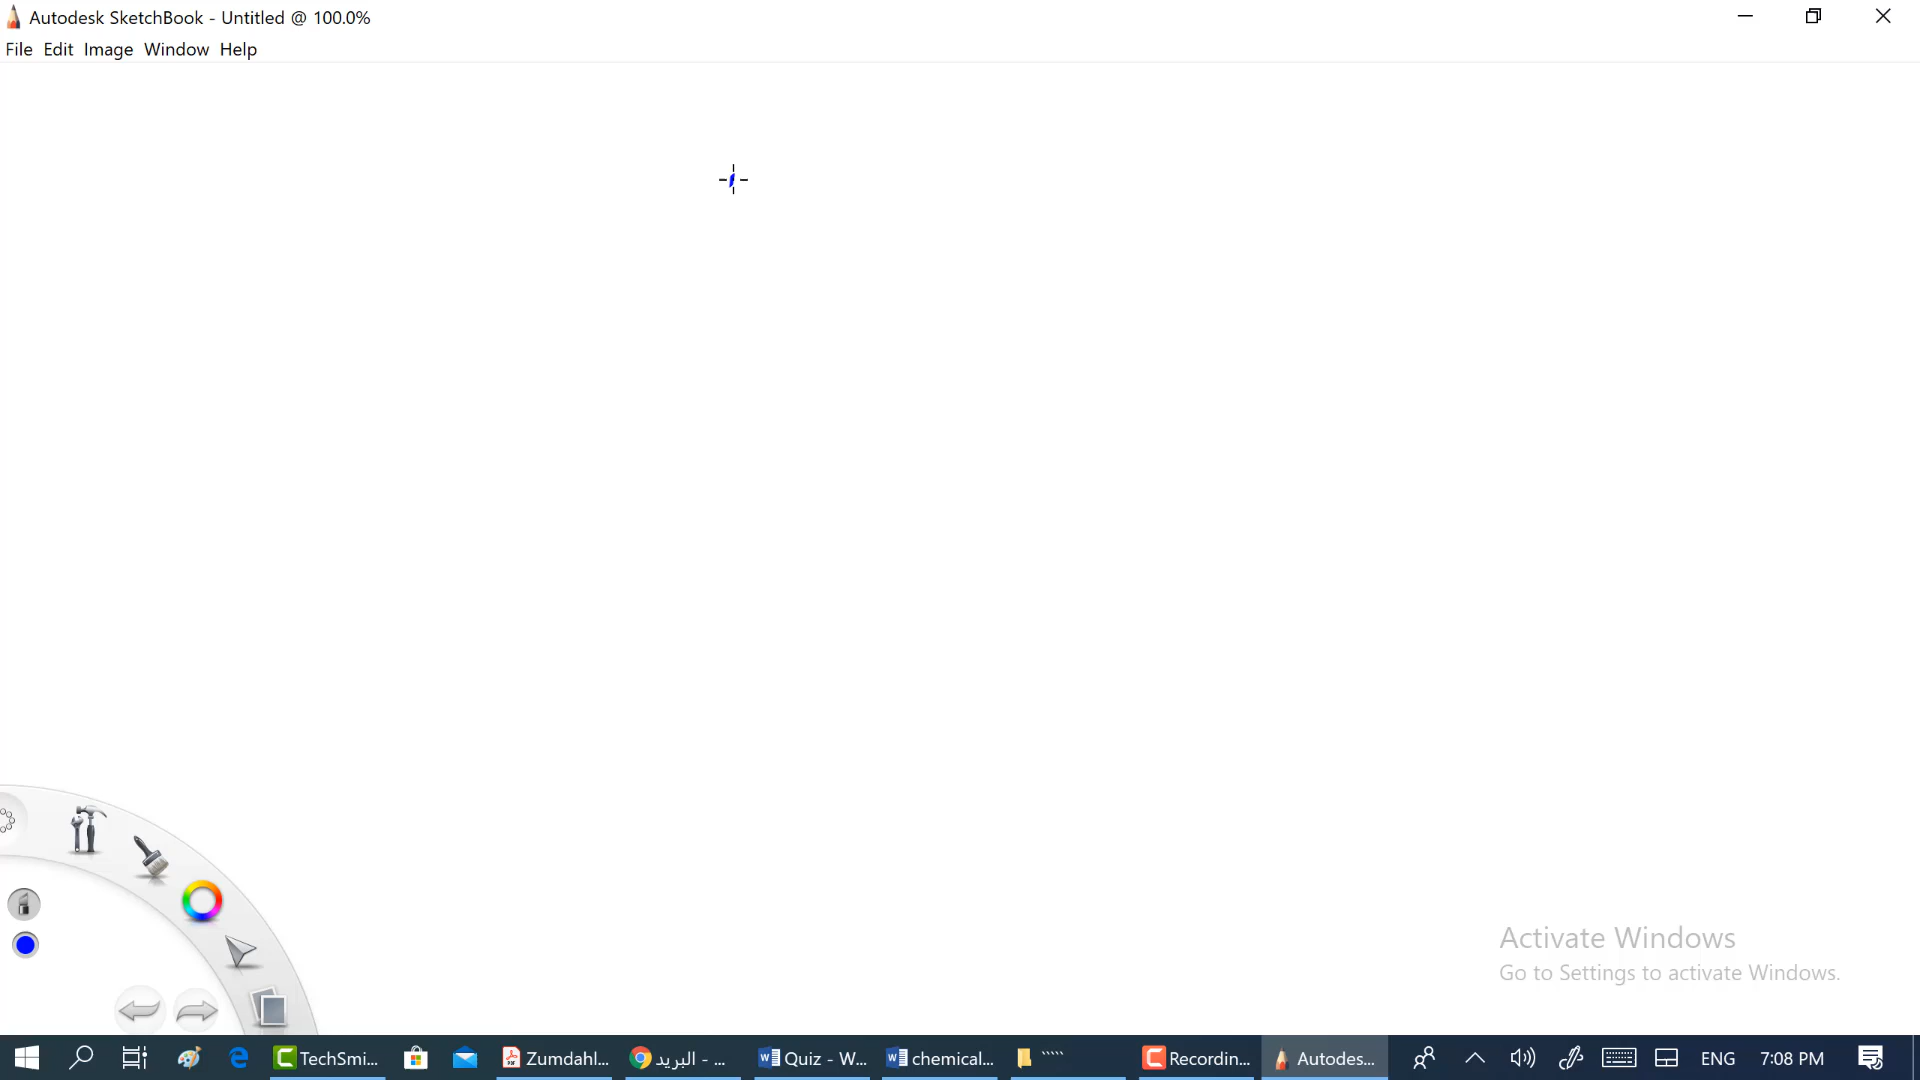 Autodesk SketchBook - Untitled @ 100.0%
File Edit Image Window Help
Activate Windows
Go to Settings to activate Windows.
TechSmi... Zumdahl... البريد - ... Quiz - W... chemical... ````` Recordin... Autodes... ENG 7:08 PM